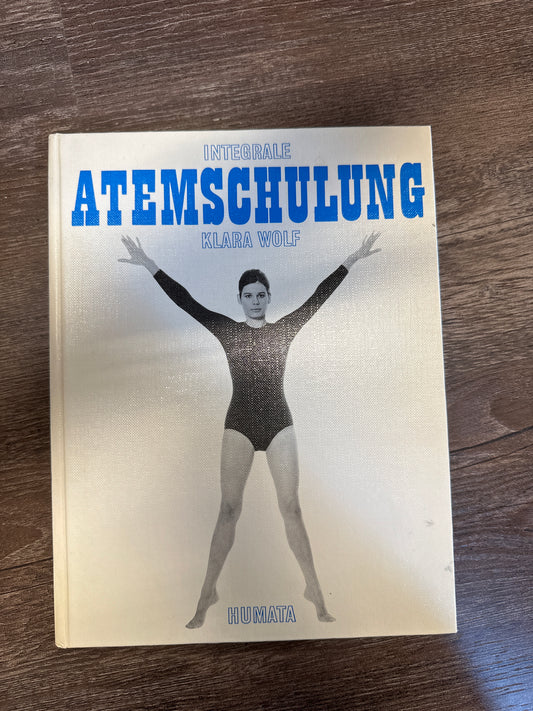 INTEGRALE
ATEMSCHULUNG
KLARA WOLF
HUMATA